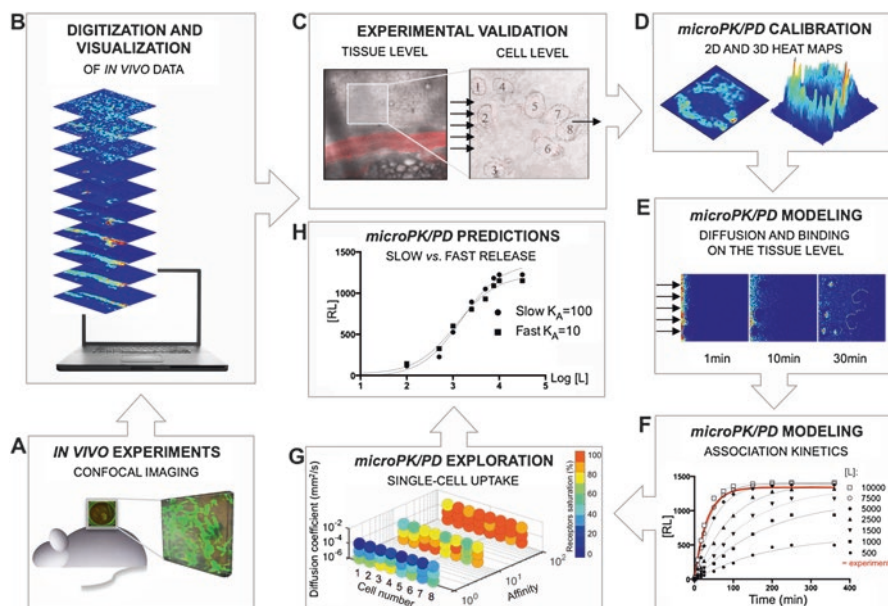 B
DIGITIZATION AND
VISUALIZATION
OF IN VIVO DATA
C
EXPERIMENTAL VALIDATION
TISSUE LEVEL
CELL LEVEL
1
4
2
5
7
8
6
3
D
microPK/PD CALIBRATION
2D AND 3D HEAT MAPS
H
microPK/PD PREDICTIONS
SLOW vs. FAST RELEASE
[RL]
1500
1000
500
0
1 2 3 4 5
Log [L]
Slow KA=100
Fast KA=10
E
microPK/PD MODELING
DIFFUSION AND BINDING
ON THE TISSUE LEVEL
1min 10min 30min
A
IN VIVO EXPERIMENTS
CONFOCAL IMAGING
G
microPK/PD EXPLORATION
SINGLE-CELL UPTAKE
Diffusion coefficient (mm²/s)
10⁻²
10⁻⁴
10⁻⁶
1 2 3 4 5 6 7 8
Cell number
10⁰
10¹
10²
Affinity
Receptors saturation (%)
100
80
60
40
20
0
F
microPK/PD MODELING
ASSOCIATION KINETICS
[RL]
1500
1000
500
0
0 100 200 300 400
Time (min)
[L]:
10000
7500
5000
2500
1500
1000
500
experiment